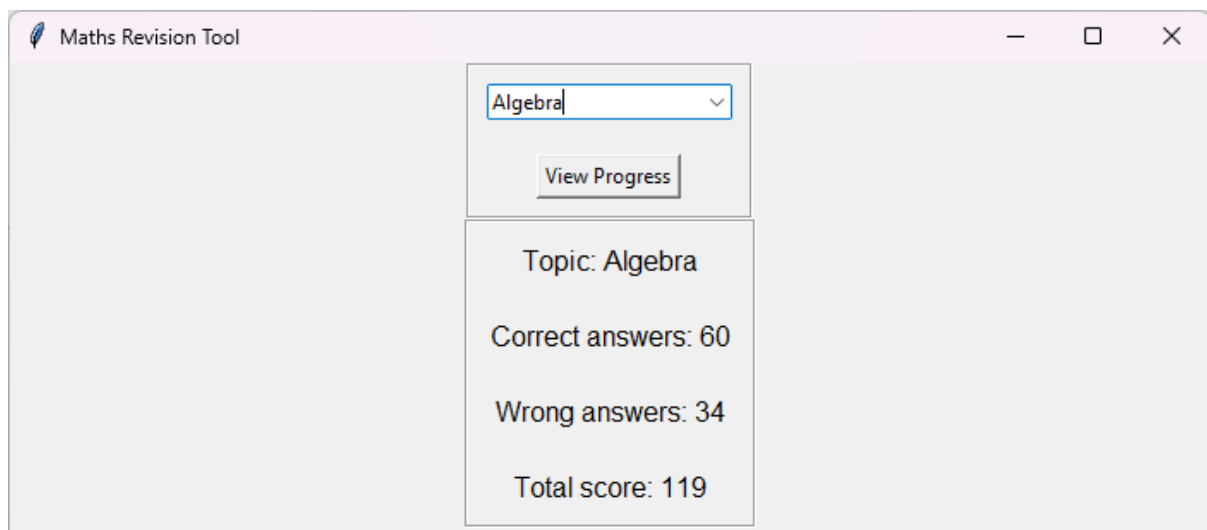 Maths Revision Tool
Algebra
View Progress
Topic: Algebra
Correct answers: 60
Wrong answers: 34
Total score: 119